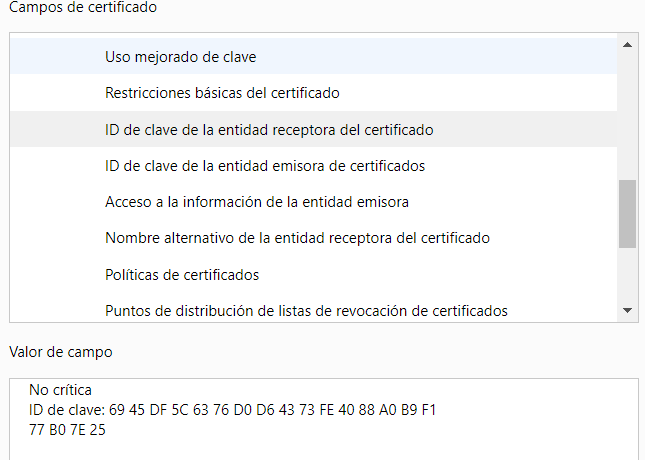 Campos de certificado
Uso mejorado de clave
Restricciones básicas del certificado
ID de clave de la entidad receptora del certificado
ID de clave de la entidad emisora de certificados
Acceso a la información de la entidad emisora
Nombre alternativo de la entidad receptora del certificado
Políticas de certificados
Puntos de distribución de listas de revocación de certificados
Valor de campo
No crítica
ID de clave: 69 45 DF 5C 63 76 D0 D6 43 73 FE 40 88 A0 B9 F1
77 B0 7E 25